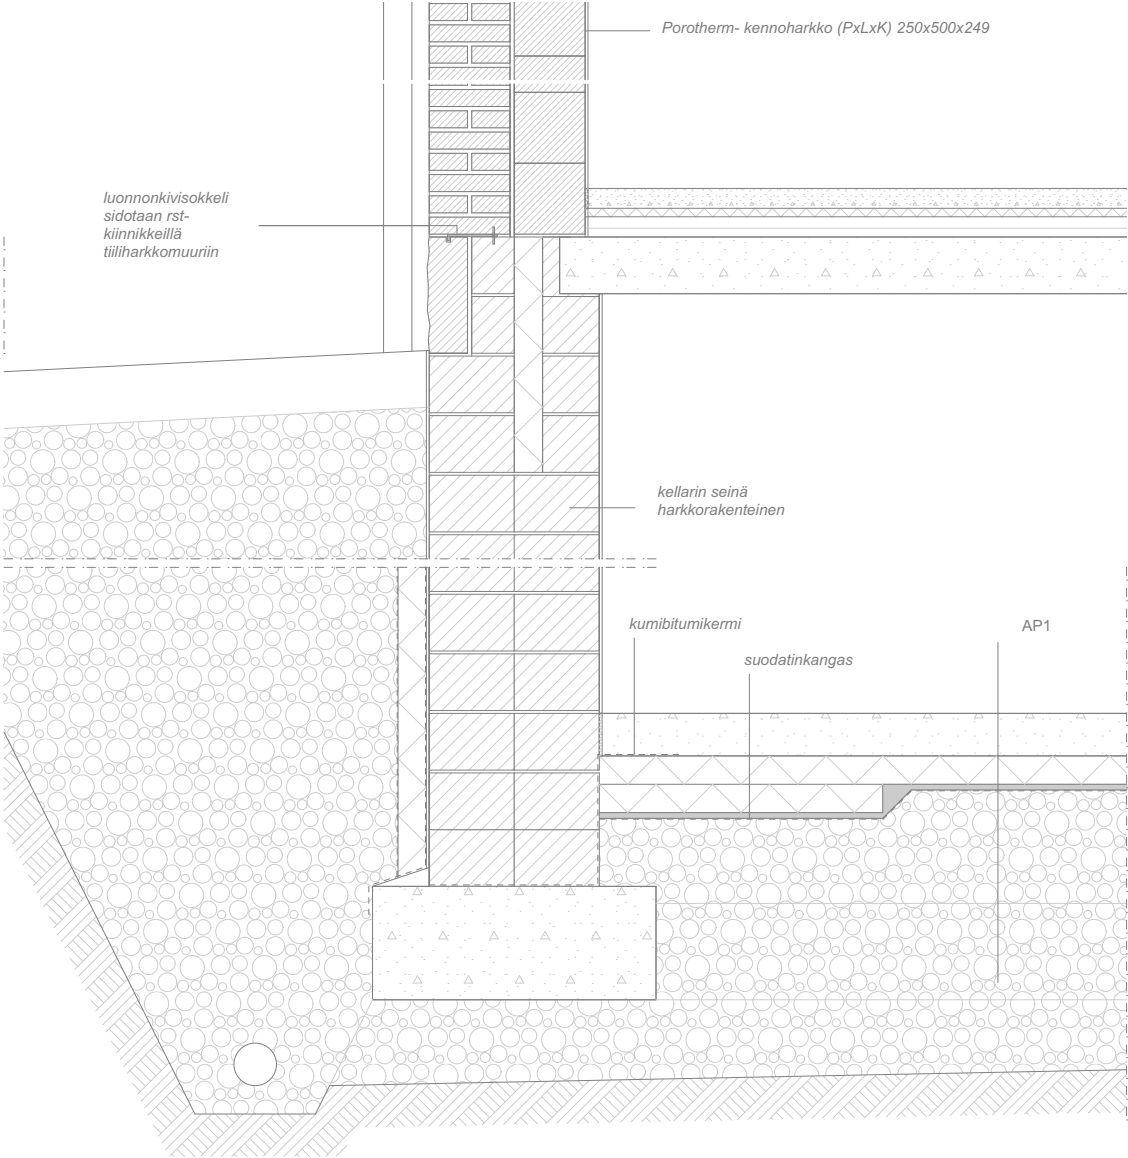 Porotherm- kennoharkko (PxLxK) 250x500x249
luonnonkivisokkeli
sidotaan rst-
kiinnikkeillä
tiiliharkkomuuriin
kellarin seinä
harkkorakenteinen
kumibitumikermi
AP1
suodatinkangas